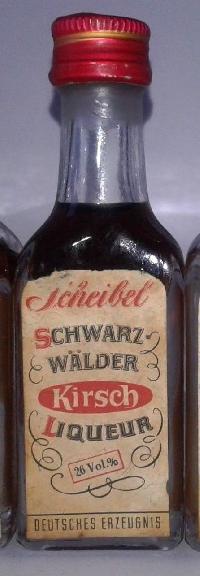 Scheibel
SCHWARZ-
WÄLDER
Kirsch
LIQUEUR
26 Vol.%
DEUTSCHES ERZEUGNIS